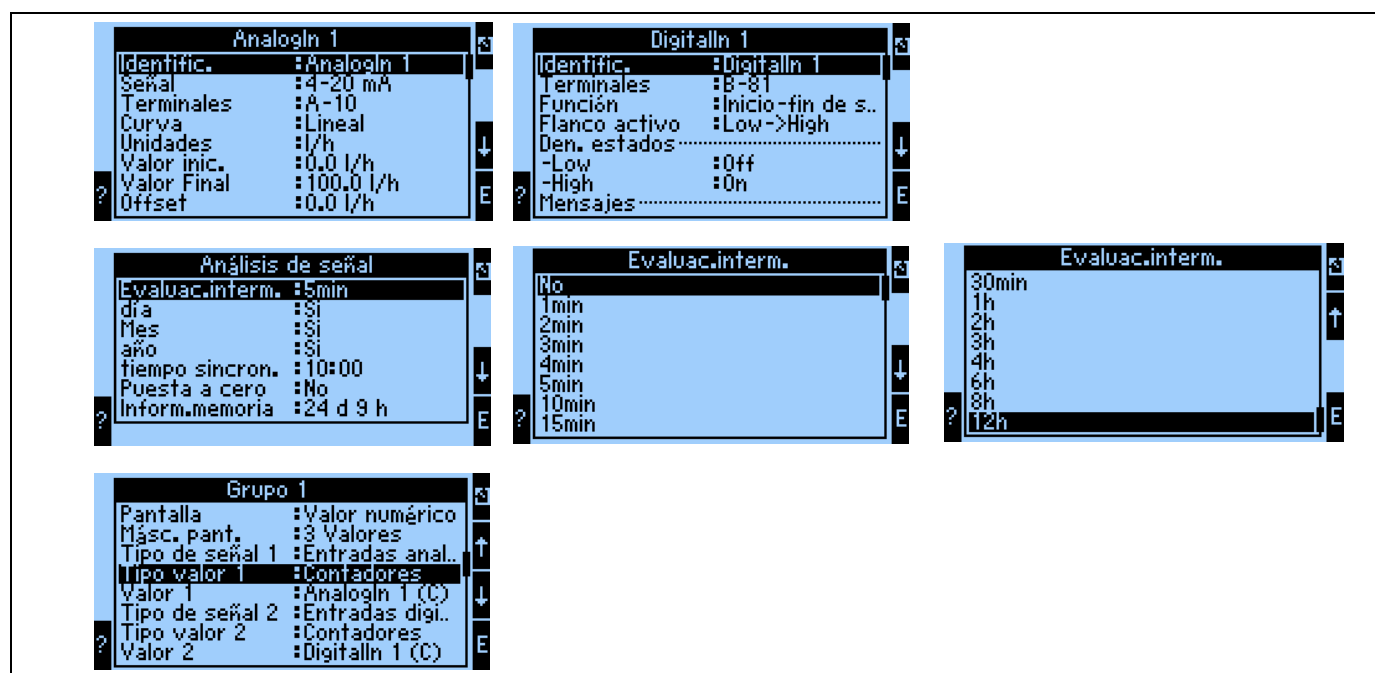 AnalogIn 1
Identific. :AnalogIn 1
Señal :4-20 mA
Terminales :A-10
Curva :Lineal
Unidades :l/h
Valor inic. :0.0 l/h
Valor Final :100.0 l/h
Offset :0.0 l/h
? E
DigitalIn 1
Identific. :DigitalIn 1
Terminales :B-81
Función :Inicio-fin de s..
Flanco activo :Low->High
Den. estados
-Low :Off
-High :On
Mensajes
? E
Análisis de señal
Evaluac.interm. :5min
día :Si
Mes :Si
año :Si
tiempo sincron. :10:00
Puesta a cero :No
Inform.memoria :24 d 9 h
? E
Evaluac.interm.
No
1min
2min
3min
4min
5min
10min
15min
? E
Evaluac.interm.
30min
1h
2h
3h
4h
6h
8h
12h
? E
Grupo 1
Pantalla :Valor numérico
Másc. pant. :3 Valores
Tipo de señal 1 :Entradas anal..
Tipo valor 1 :Contadores
Valor 1 :AnalogIn 1 (C)
Tipo de señal 2 :Entradas digi..
Tipo valor 2 :Contadores
Valor 2 :DigitalIn 1 (C)
? E